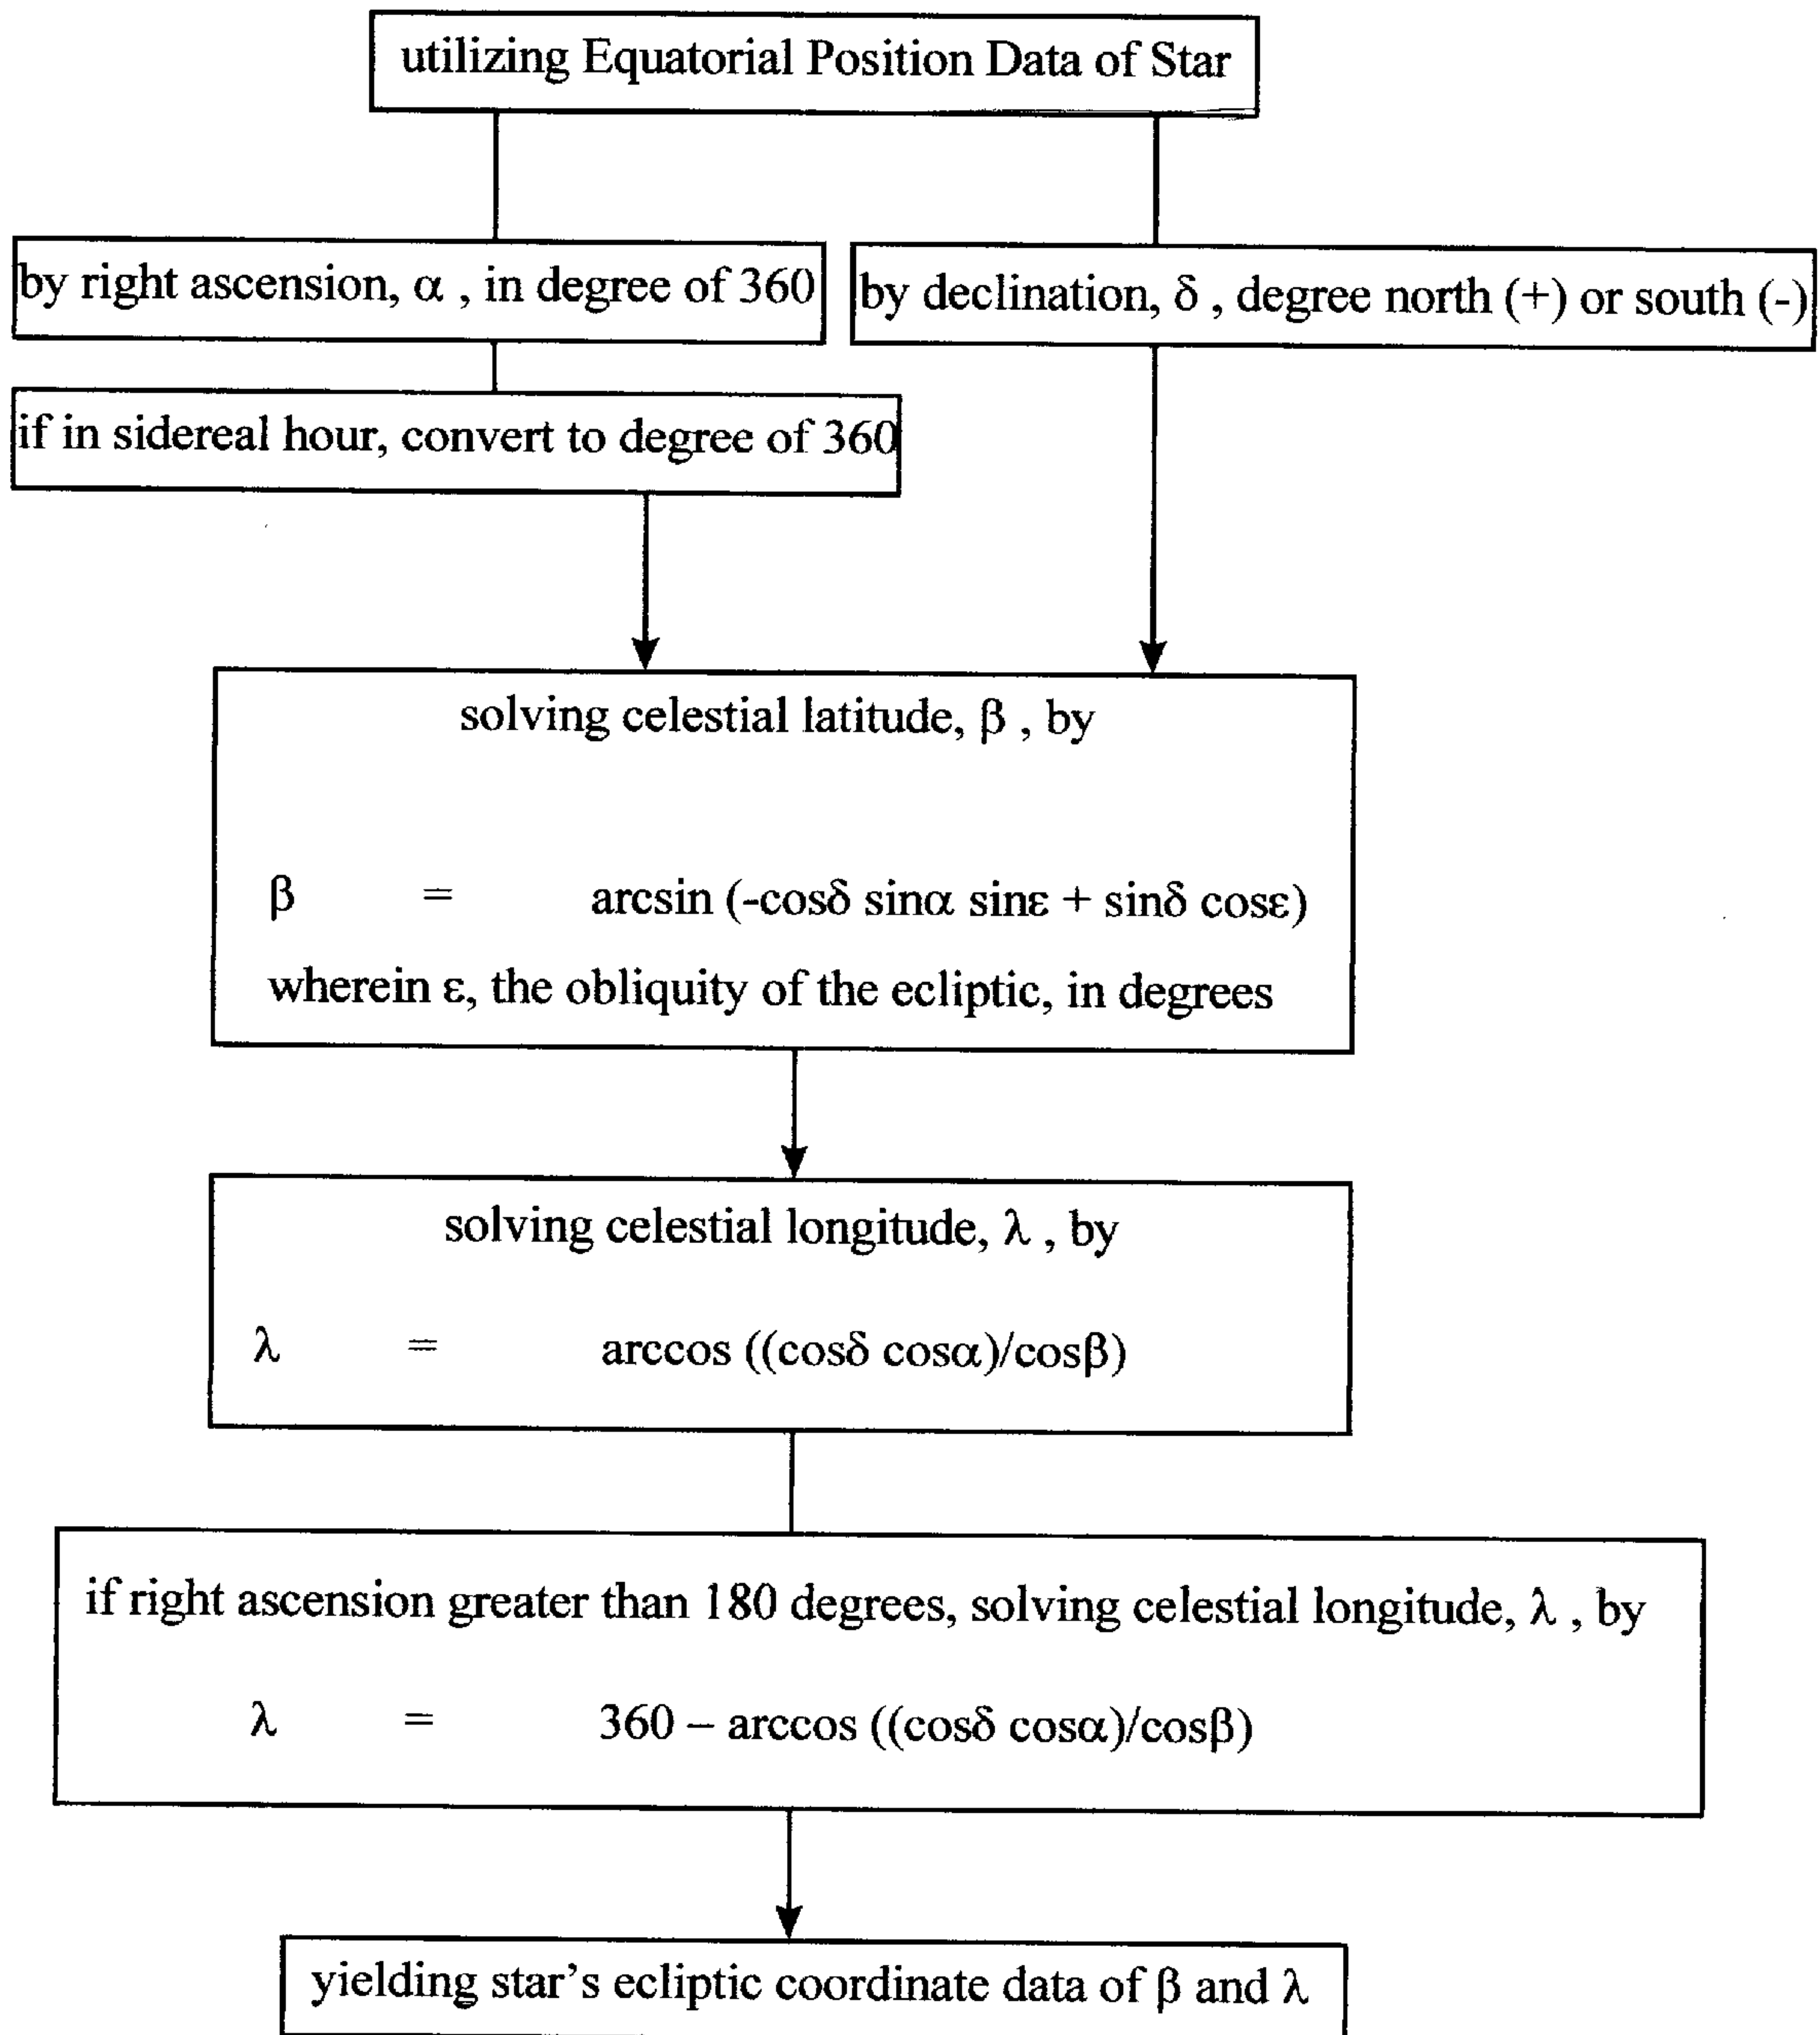 utilizing Equatorial Position Data of Star
by right ascension, α , in degree of 360
by declination, δ , degree north (+) or south (-)
if in sidereal hour, convert to degree of 360
solving celestial latitude, β , by
β = arcsin (-cosδ sinα sinε + sinδ cosε)
wherein ε, the obliquity of the ecliptic, in degrees
solving celestial longitude, λ , by
λ = arccos ((cosδ cosα)/cosβ)
if right ascension greater than 180 degrees, solving celestial longitude, λ , by
λ = 360 – arccos ((cosδ cosα)/cosβ)
yielding star's ecliptic coordinate data of β and λ